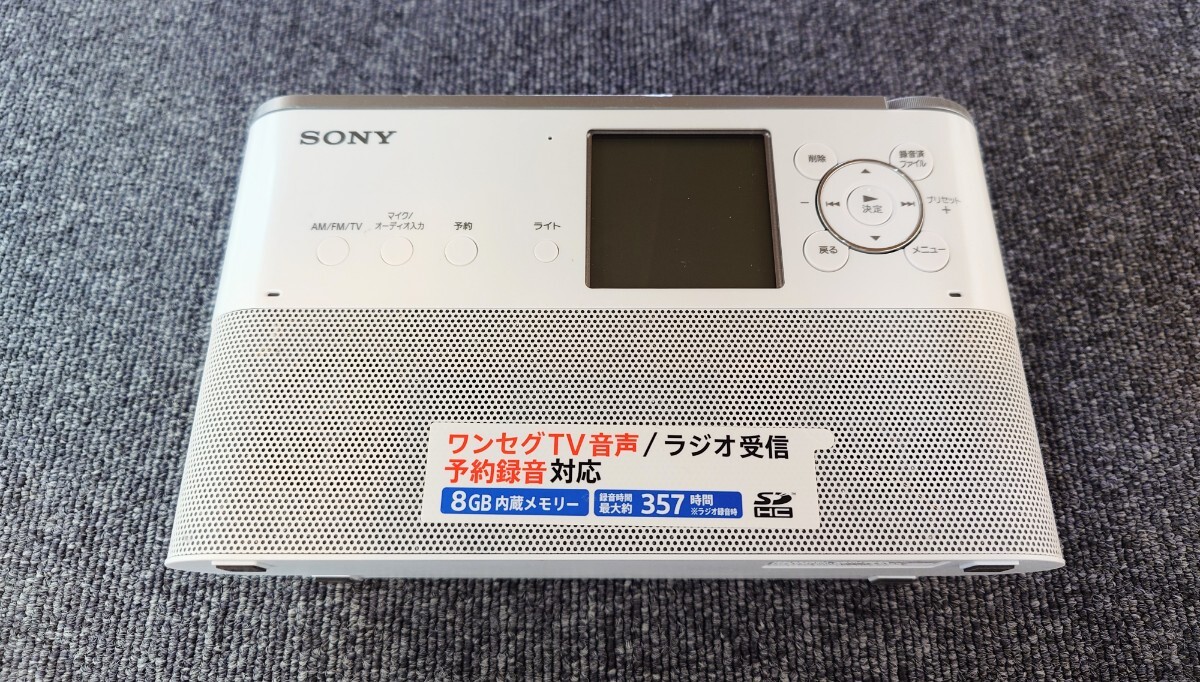 SONY
削除
録音済
ファイル
AM/FM/TV
マイク/
オーディオ入力
予約
ライト
−
決定
プリセット
+
戻る
メニュー
ワンセグTV音声/ラジオ受信
予約録音対応
8GB内蔵メモリー
録音時間
最大約
357時間
※ラジオ録音時
SD
HC